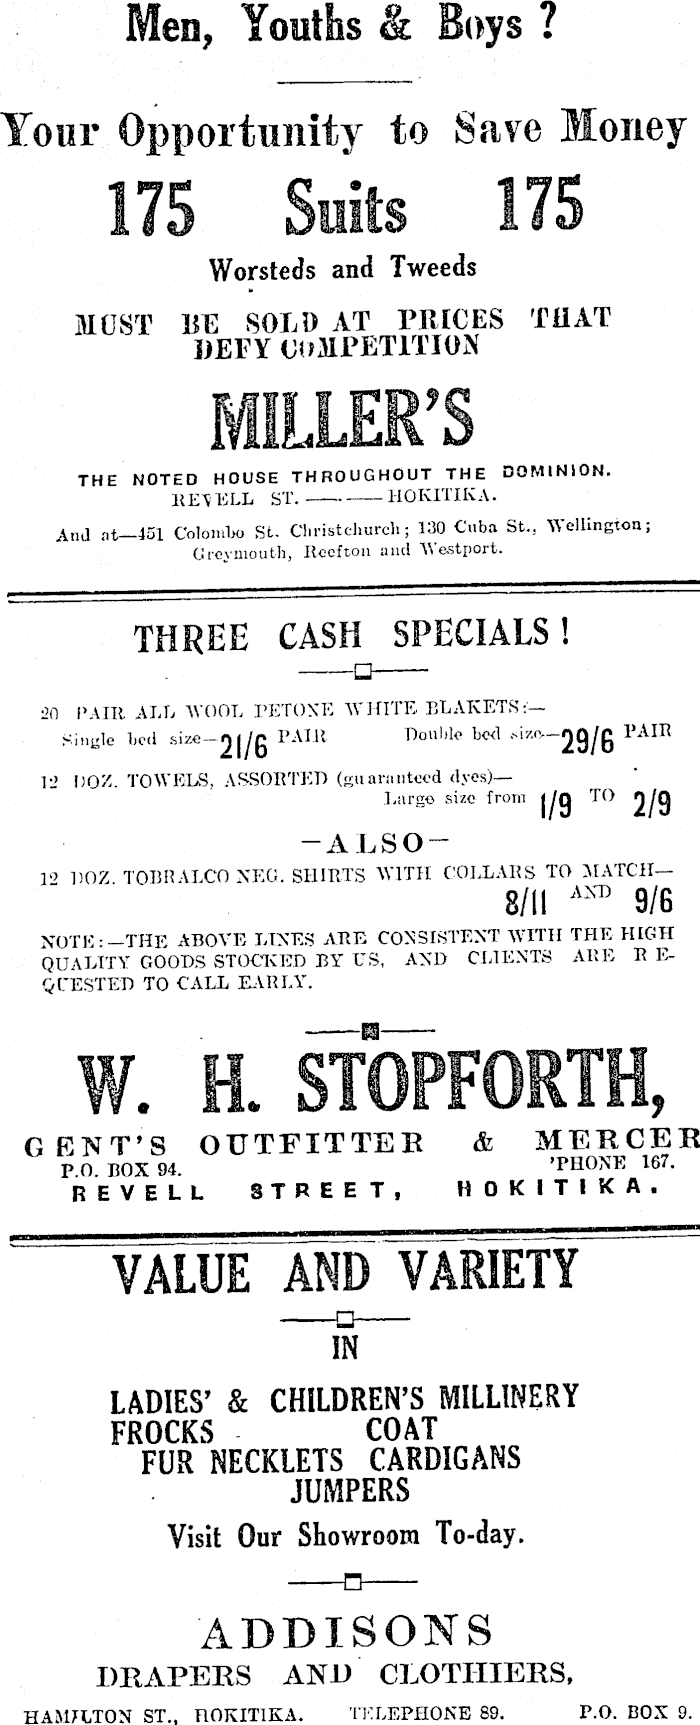 Men, Youths & Boys ?
Your Opportunity to Save Money
175 Suits 175
Worsteds and Tweeds
MUST BE SOLD AT PRICES THAT
DEFY COMPETITION
MILLER'S
THE NOTED HOUSE THROUGHOUT THE DOMINION.
REVELL ST. ——— HOKITIKA.
And at—451 Colombo St. Christchurch; 130 Cuba St., Wellington;
Greymouth, Reefton and Westport.
THREE CASH SPECIALS!
20 PAIR ALL WOOL PETONE WHITE BLAKETS:—
Single bed size—21/6 PAIR Double bed size—29/6 PAIR
12 DOZ. TOWELS, ASSORTED (guaranteed dyes)—
Large size from 1/9 TO 2/9
—ALSO—
12 DOZ. TOBRALCO NEG. SHIRTS WITH COLLARS TO MATCH—
8/11 AND 9/6
NOTE:—THE ABOVE LINES ARE CONSISTENT WITH THE HIGH
QUALITY GOODS STOCKED BY US, AND CLIENTS ARE RE-
QUESTED TO CALL EARLY.
W. H. STOPFORTH,
GENT'S OUTFITTER & MERCER
P.O. BOX 94. 'PHONE 167.
REVELL STREET, HOKITIKA.
VALUE AND VARIETY
IN
LADIES' & CHILDREN'S MILLINERY
FROCKS COAT
FUR NECKLETS CARDIGANS
JUMPERS
Visit Our Showroom To-day.
ADDISONS
DRAPERS AND CLOTHIERS,
HAMILTON ST., HOKITIKA. TELEPHONE 89. P.O. BOX 9.